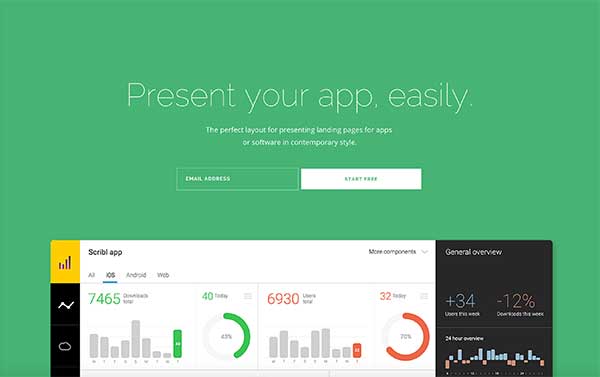 Present your app, easily.
The perfect layout for presenting landing pages for apps
or software in contemporary style.
EMAIL ADDRESS
START FREE
Scribl app
More components
All iOS Android Web
7465 Downloads total
40 Today
43%
M T W T F S S
6930 Users total
32 Today
70%
M T W T F S S
General overview
+34
Users this week
-12%
Downloads this week
24 hour overview